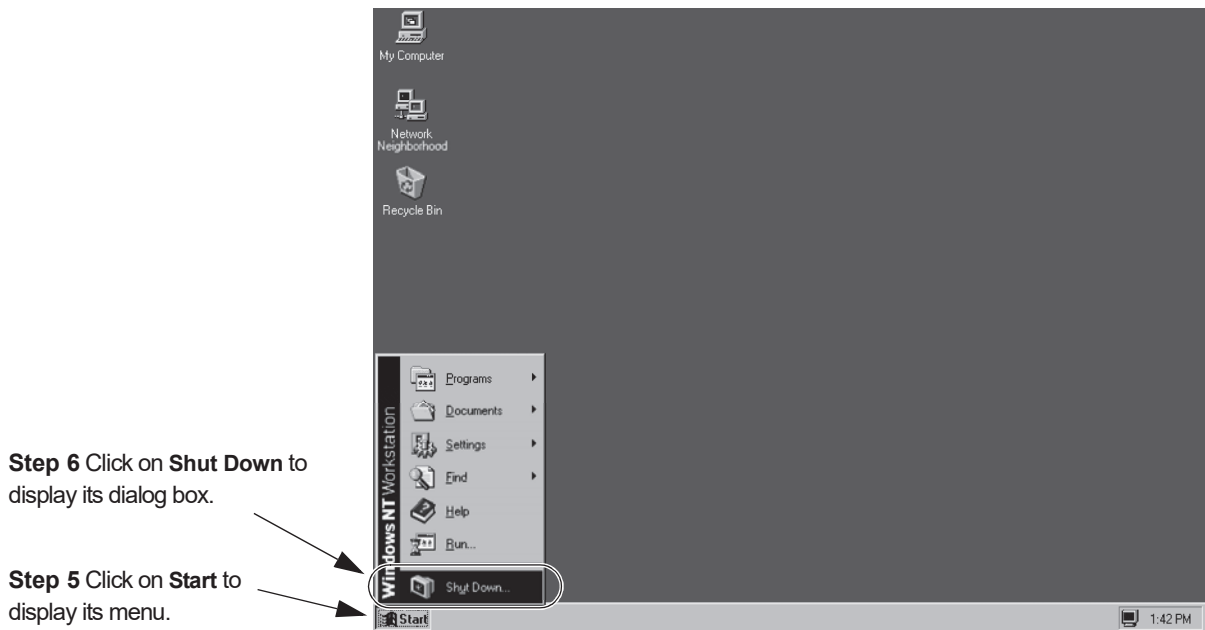 My Computer
Network
Neighborhood
Recycle Bin
Windows NT Workstation
Programs
Documents
Settings
Find
Help
Run...
Shut Down...
Step 6 Click on Shut Down to
display its dialog box.
Step 5 Click on Start to
display its menu.
Start
1:42 PM